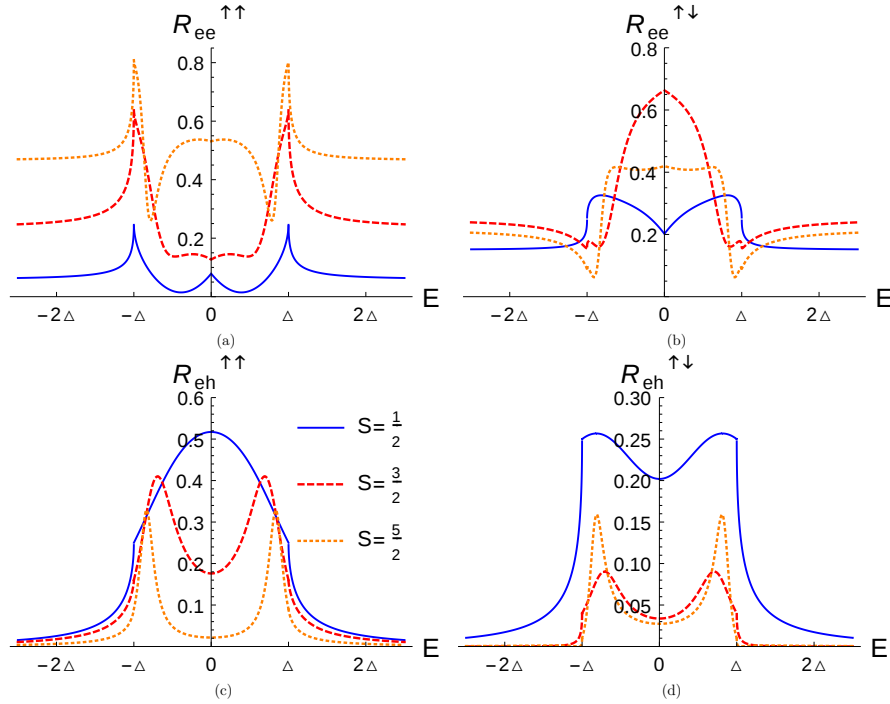 R_ee ↑↑
0.8
0.6
0.4
0.2
−2△ −△ 0 △ 2△ E
(a)
R_ee ↑↓
0.8
0.6
0.4
0.2
−2△ −△ 0 △ 2△ E
(b)
R_eh ↑↑
0.6
0.5
0.4
0.3
0.2
0.1
−2△ −△ 0 △ 2△ E
S=1/2
S=3/2
S=5/2
(c)
R_eh ↑↓
0.30
0.25
0.20
0.15
0.10
0.05
−2△ −△ 0 △ 2△ E
(d)